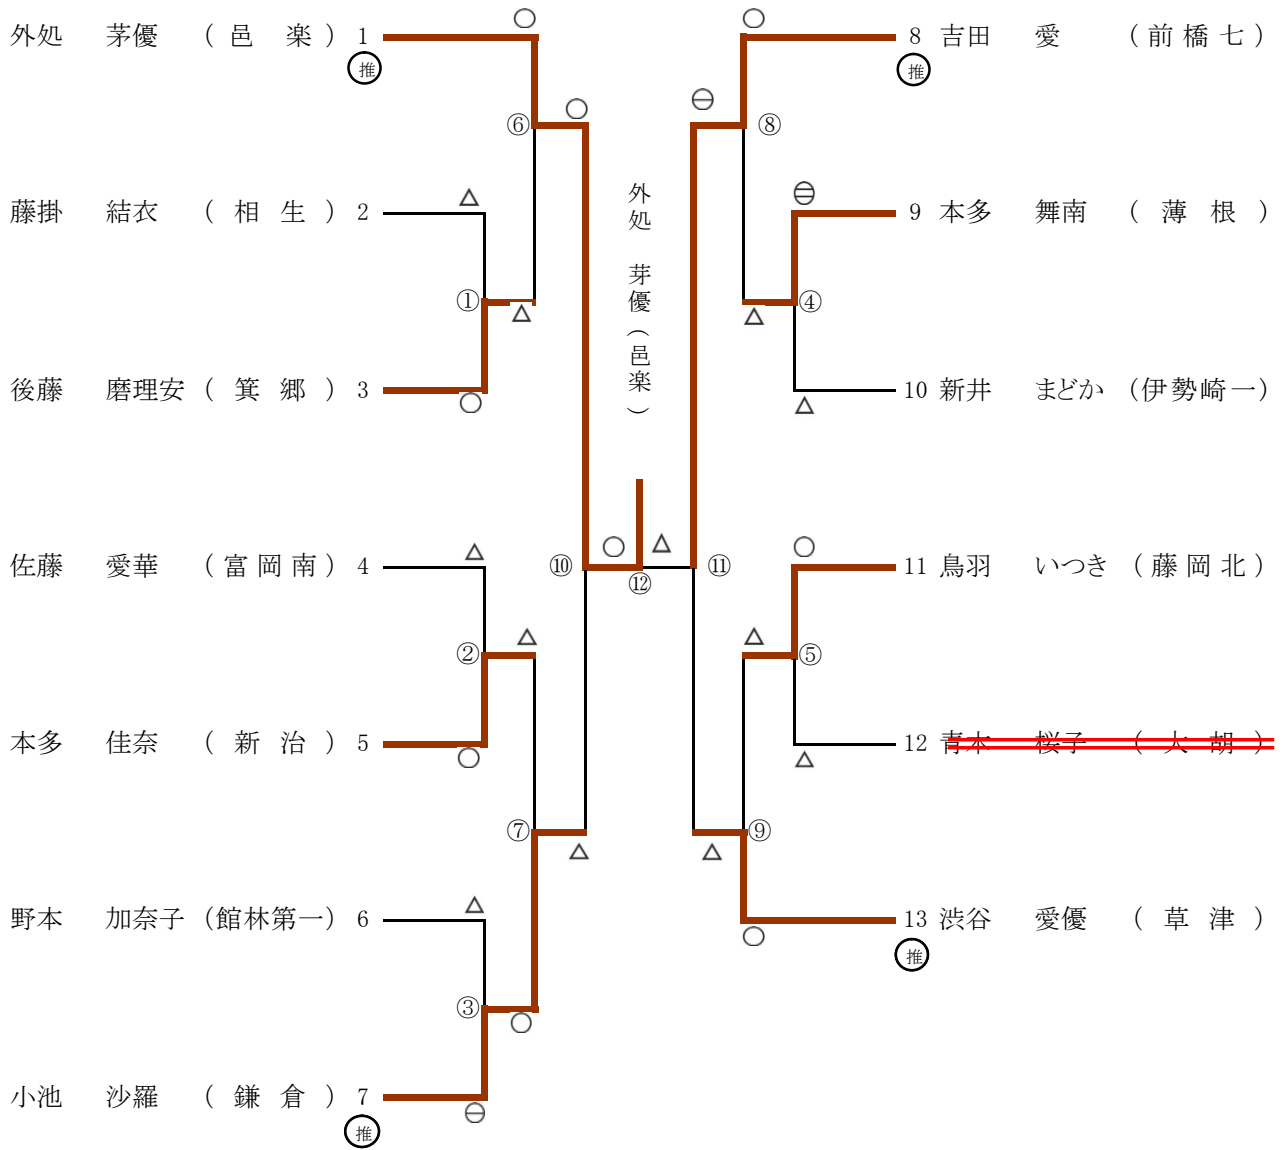 外処 茅優 (邑楽) 1
推
藤掛 結衣 (相生) 2
後藤 磨理安 (箕郷) 3
佐藤 愛華 (富岡南) 4
本多 佳奈 (新治) 5
野本 加奈子 (館林第一) 6
小池 沙羅 (鎌倉) 7
推
⑥
①
②
⑦
③
⑩
⑫
⑪
外処 芽優(邑楽)
⑧
④
⑤
⑨
8 吉田 愛 (前橋七)
推
9 本多 舞南 (薄根)
10 新井 まどか (伊勢崎一)
11 鳥羽 いつき (藤岡北)
12 青木 桜子 (大胡)
13 渋谷 愛優 (草津)
推